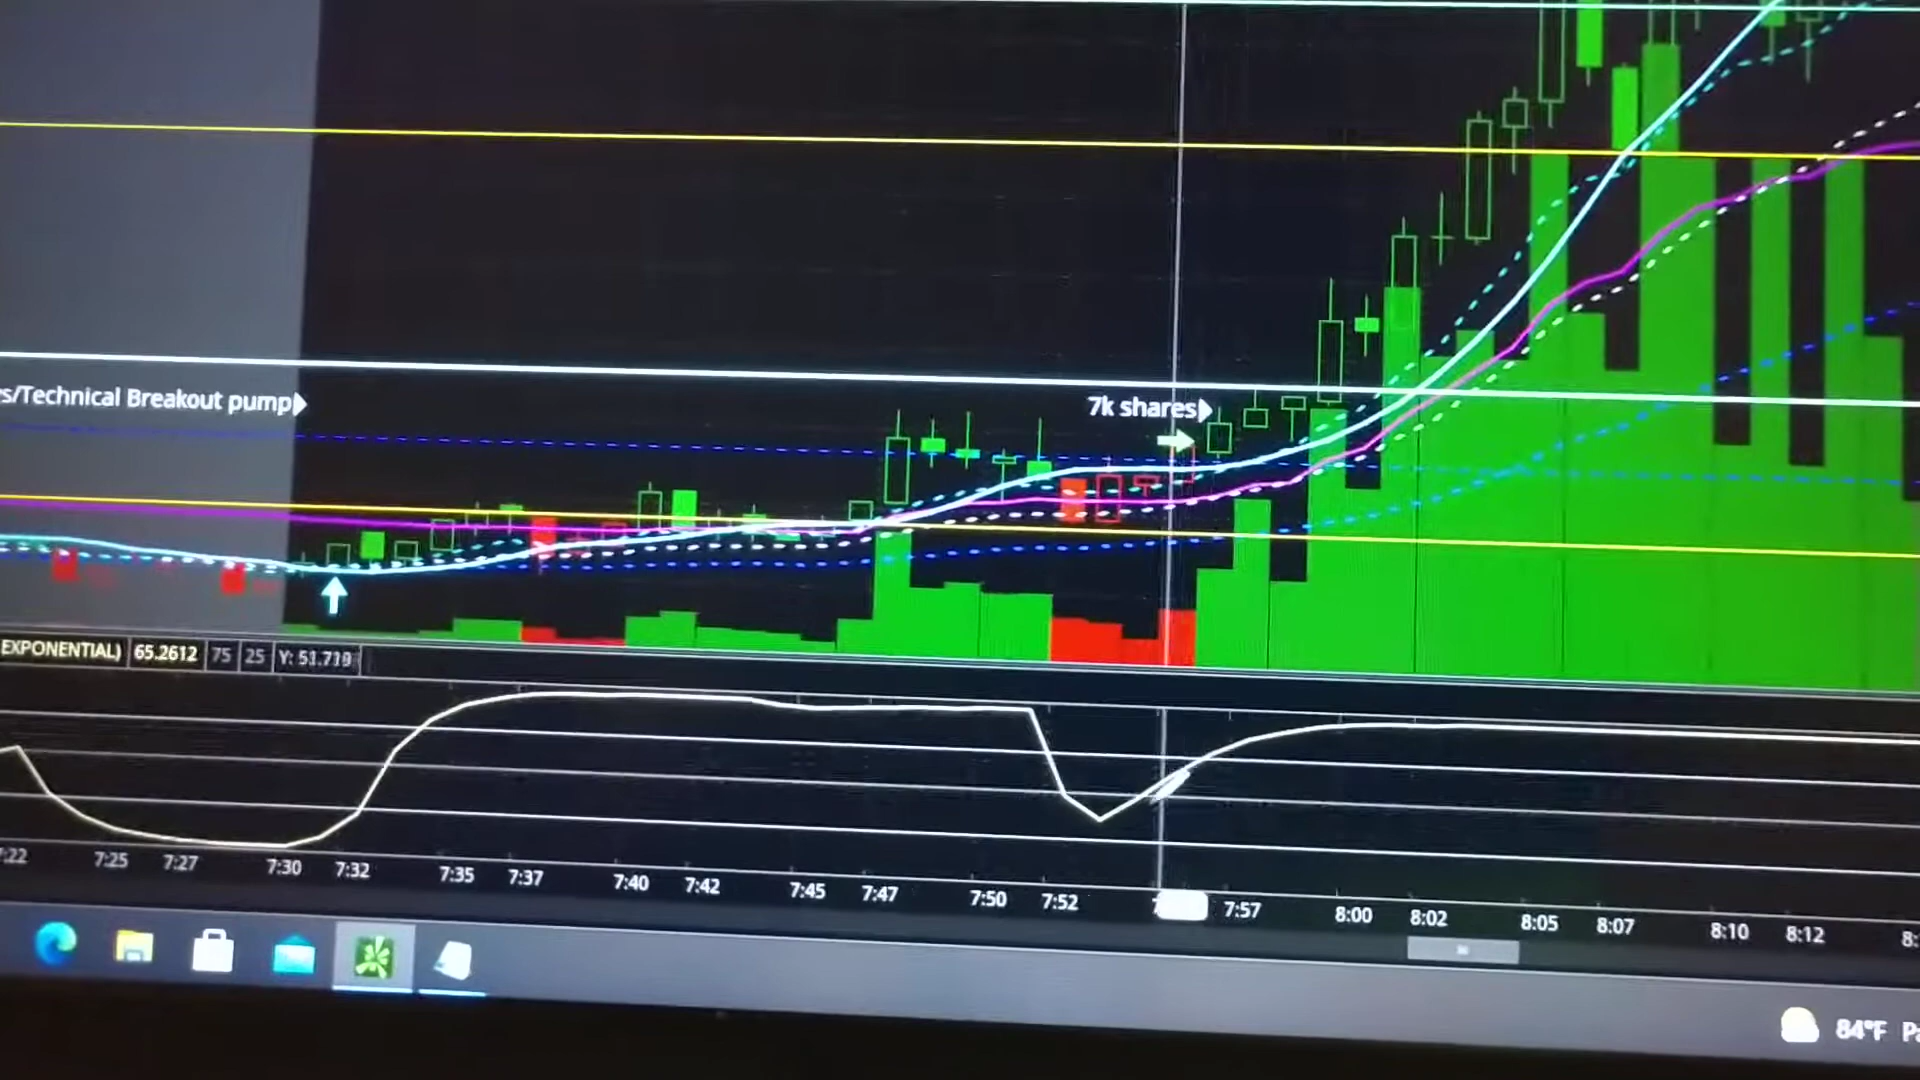 s/Technical Breakout pump
7k shares
EXPONENTIAL) 65.2612 75 25 Y: 51.719
:22 7:25 7:27 7:30 7:32 7:35 7:37 7:40 7:42 7:45 7:47 7:50 7:52 7:57 8:00 8:02 8:05 8:07 8:10 8:12 8:
84°F